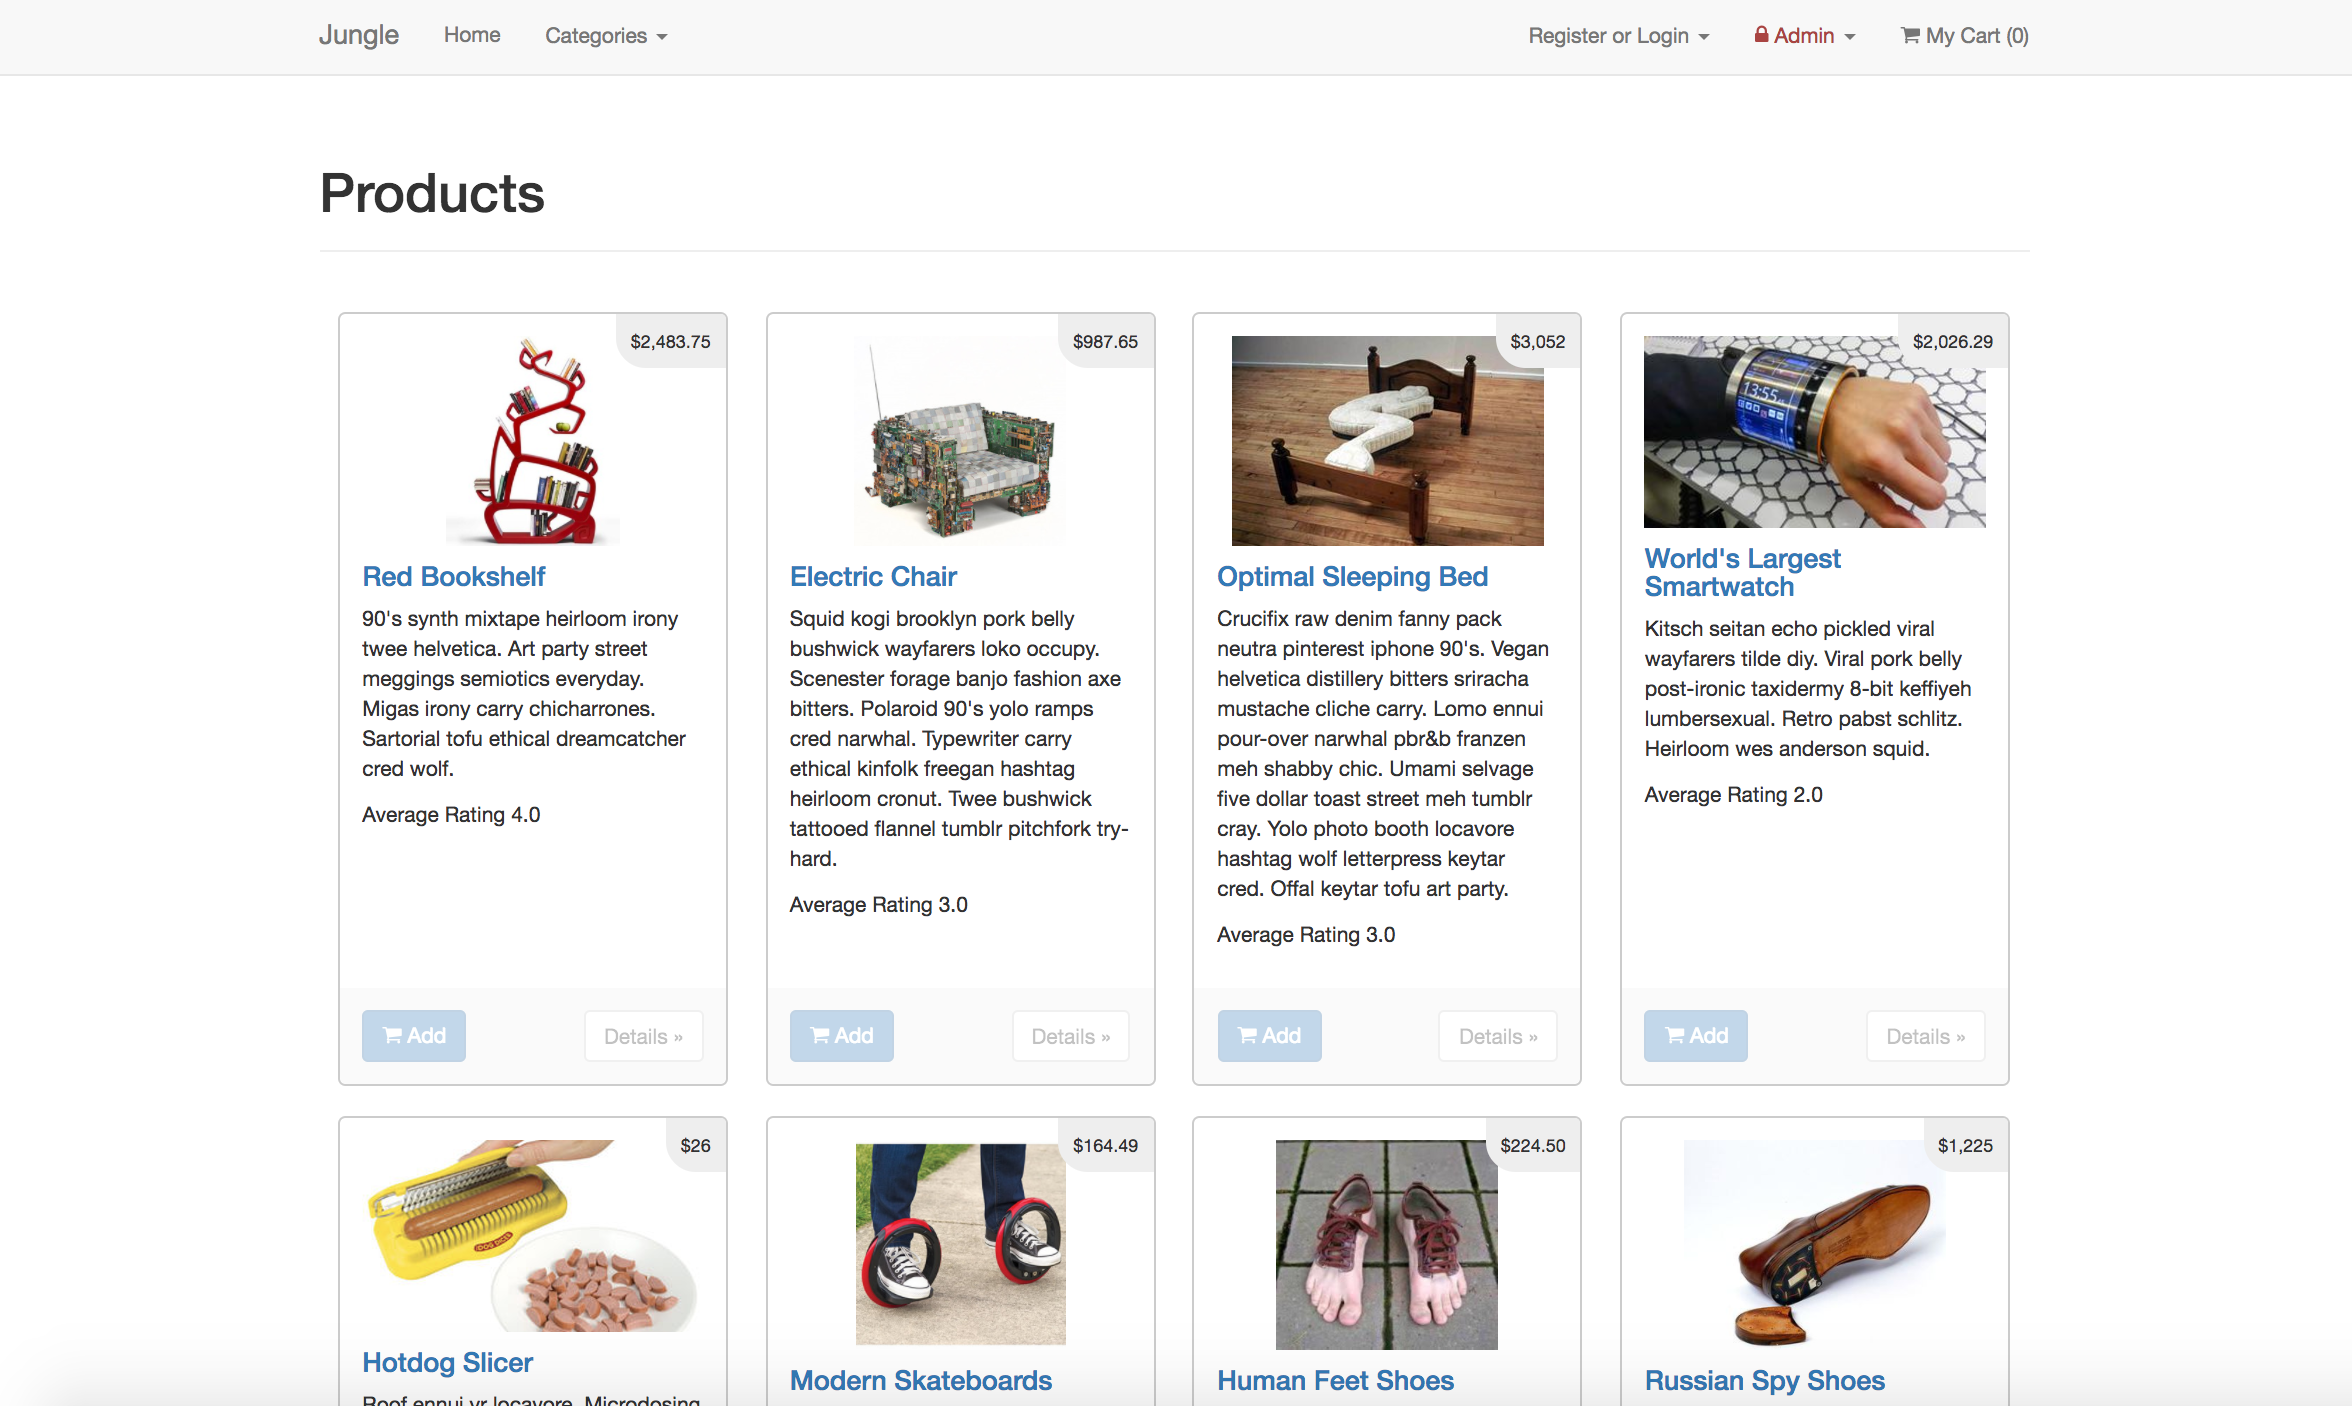 Jungle Home Categories Register or Login Admin My Cart (0)
Products
$2,483.75
Red Bookshelf
90's synth mixtape heirloom irony
twee helvetica. Art party street
meggings semiotics everyday.
Migas irony carry chicharrones.
Sartorial tofu ethical dreamcatcher
cred wolf.
Average Rating 4.0
Add Details »
$987.65
Electric Chair
Squid kogi brooklyn pork belly
bushwick wayfarers loko occupy.
Scenester forage banjo fashion axe
bitters. Polaroid 90's yolo ramps
cred narwhal. Typewriter carry
ethical kinfolk freegan hashtag
heirloom cronut. Twee bushwick
tattooed flannel tumblr pitchfork try-
hard.
Average Rating 3.0
Add Details »
$3,052
Optimal Sleeping Bed
Crucifix raw denim fanny pack
neutra pinterest iphone 90's. Vegan
helvetica distillery bitters sriracha
mustache cliche carry. Lomo ennui
pour-over narwhal pbr&b franzen
meh shabby chic. Umami selvage
five dollar toast street meh tumblr
cray. Yolo photo booth locavore
hashtag wolf letterpress keytar
cred. Offal keytar tofu art party.
Average Rating 3.0
Add Details »
$2,026.29
13:55
World's Largest
Smartwatch
Kitsch seitan echo pickled viral
wayfarers tilde diy. Viral pork belly
post-ironic taxidermy 8-bit keffiyeh
lumbersexual. Retro pabst schlitz.
Heirloom wes anderson squid.
Average Rating 2.0
Add Details »
$26
Hotdog Slicer
Roof ennui yr locavore. Microdosing
$164.49
Modern Skateboards
$224.50
Human Feet Shoes
$1,225
Russian Spy Shoes